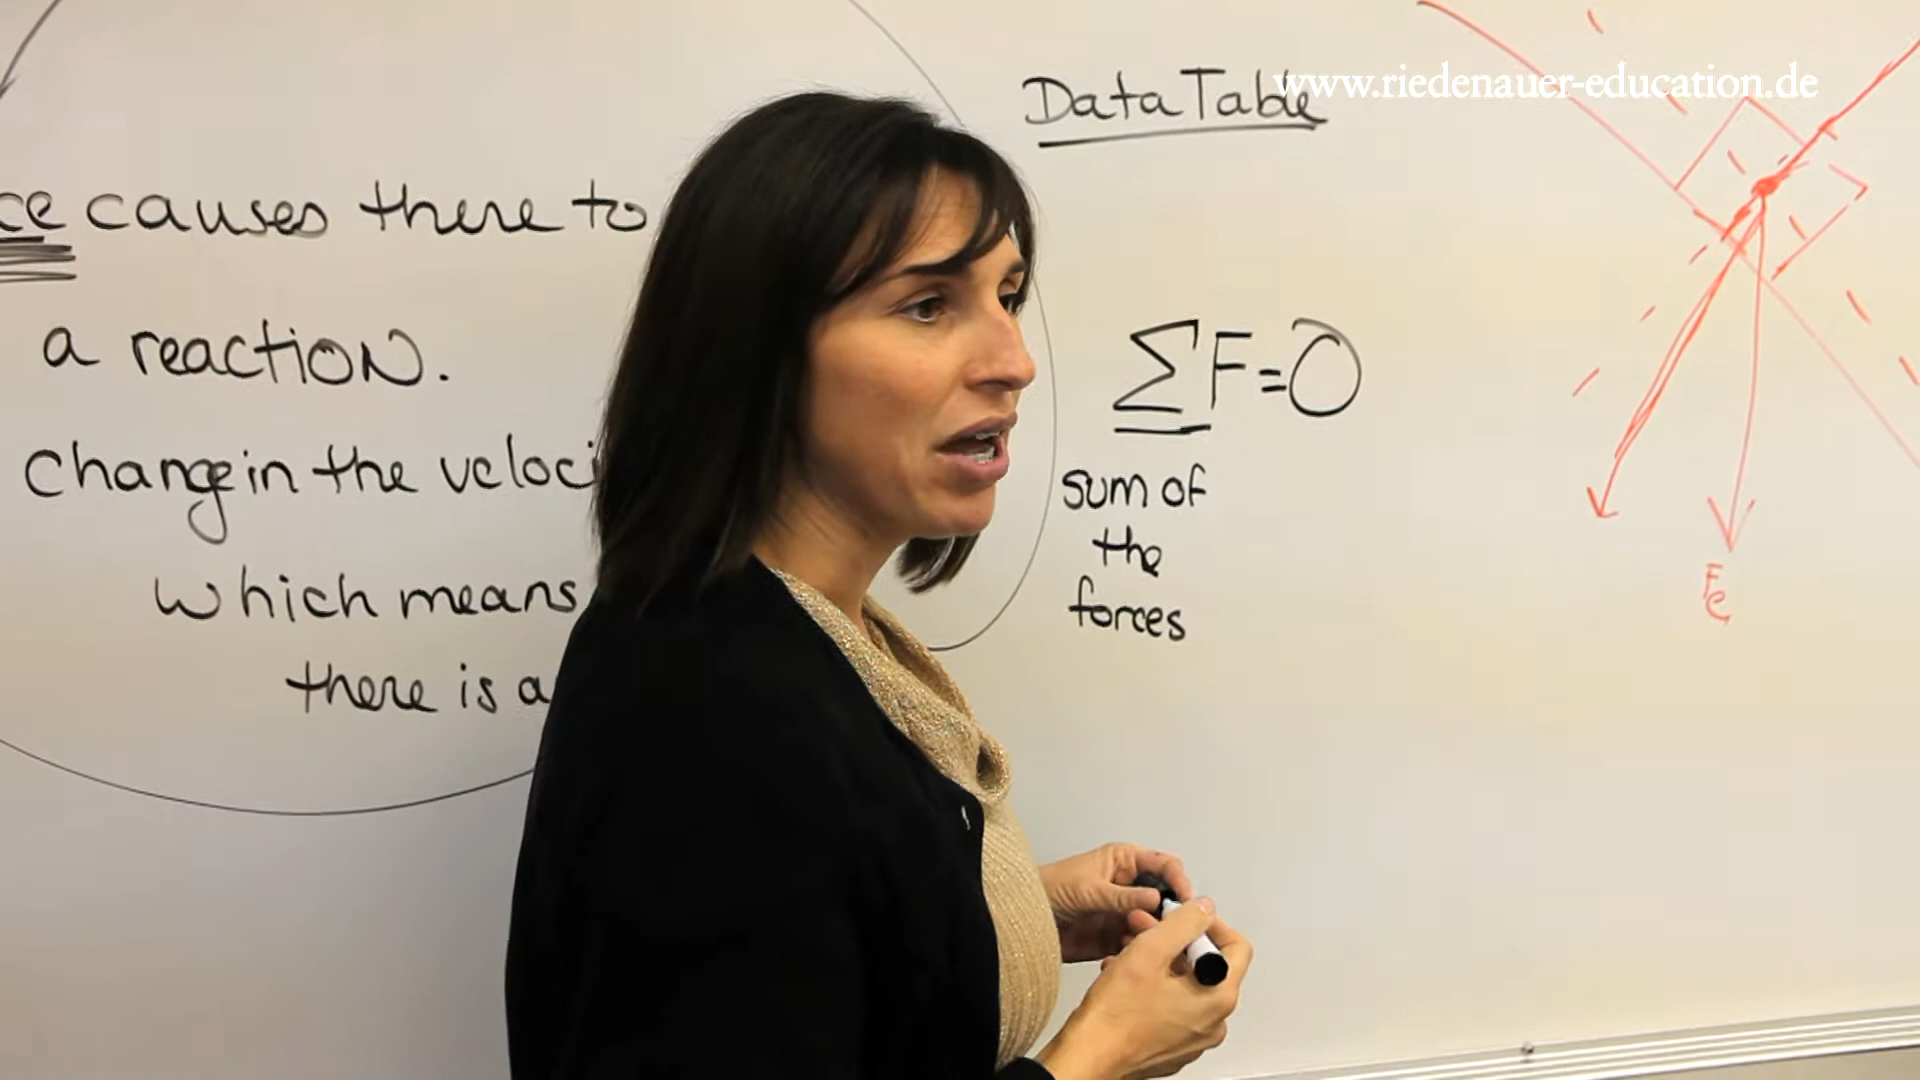 www.riedenauer-education.de
Data Table
ce causes there to
a reaction.
change in the veloci
which means
there is a
ΣF=0
sum of
the
forces
Fe